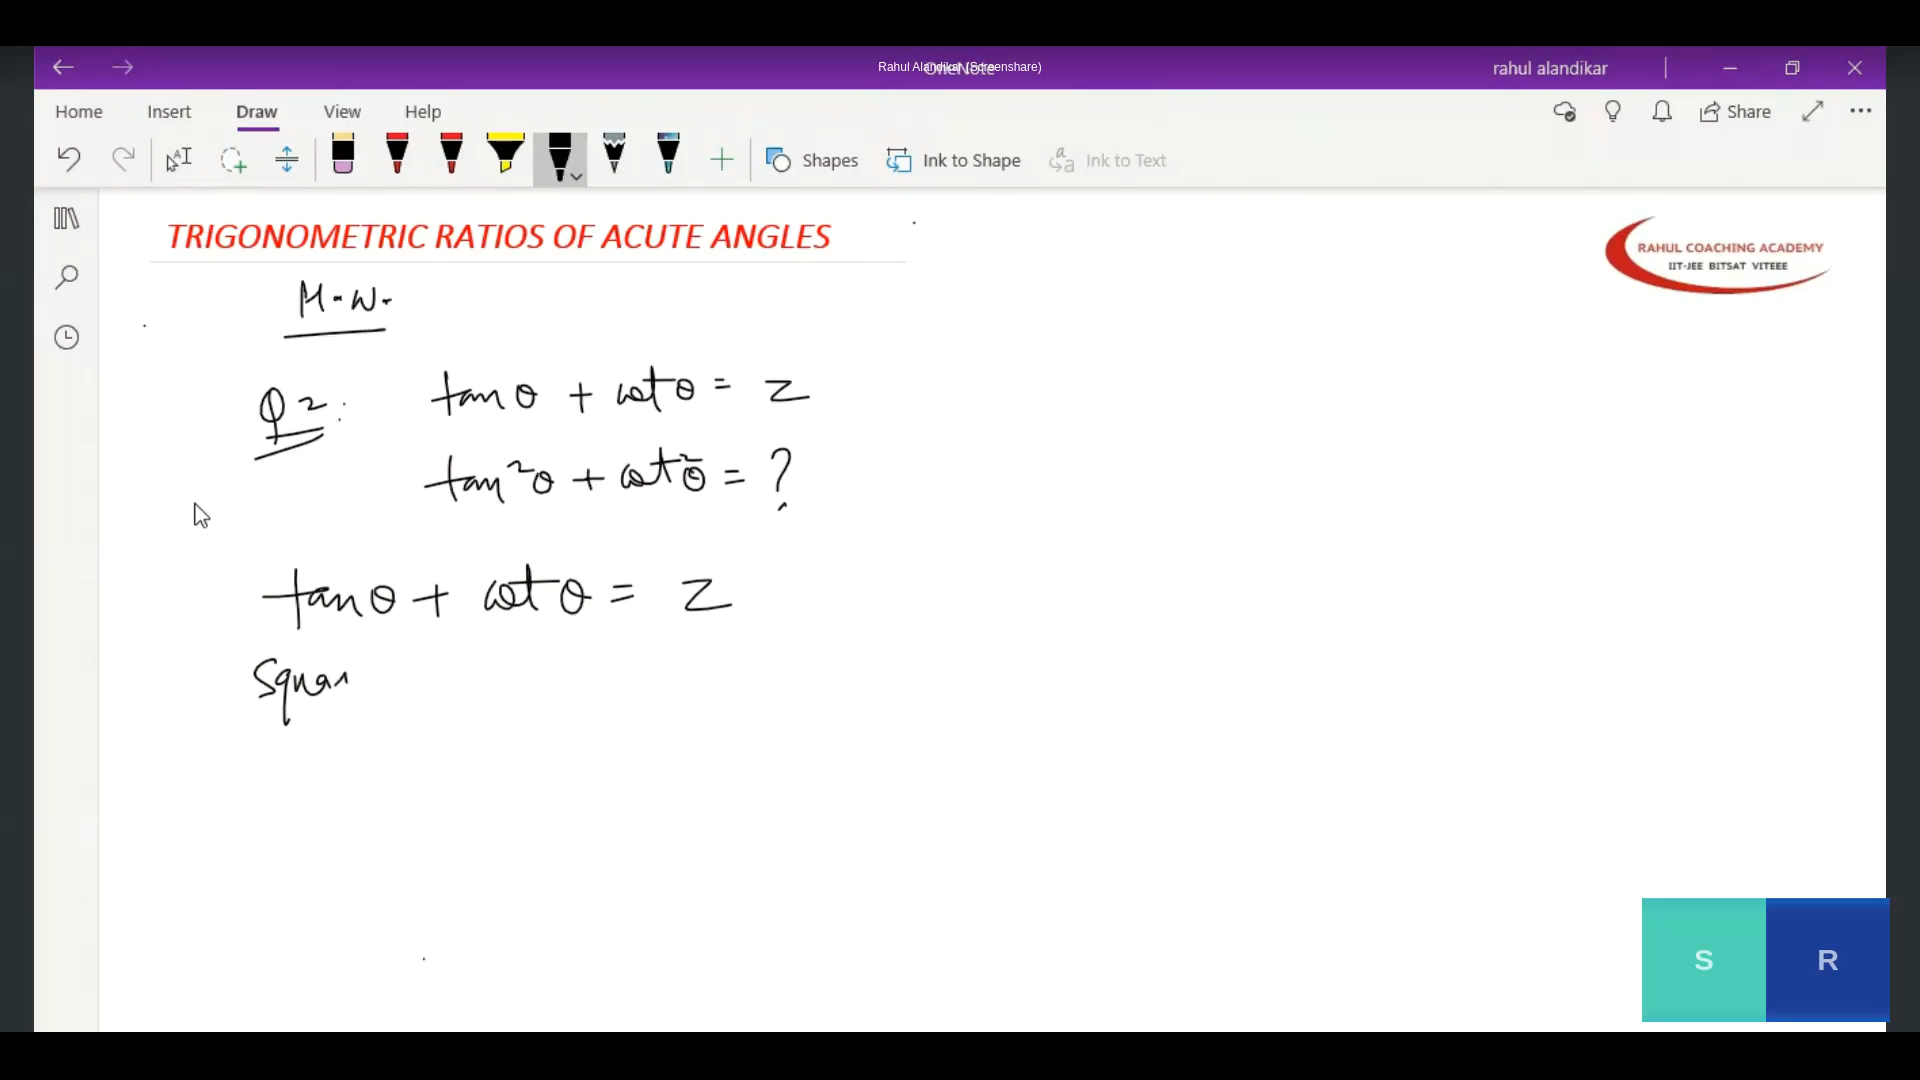 Rahul Alandikar (Screenshare)
rahul alandikar
Home Insert Draw View Help
Share
Shapes Ink to Shape Ink to Text
TRIGONOMETRIC RATIOS OF ACUTE ANGLES
RAHUL COACHING ACADEMY
IIT-JEE BITSAT VITEEE
H.W.
Q2: tanθ + cotθ = 2
tan²θ + cot²θ = ?
tanθ + cotθ = 2
Squar
S R